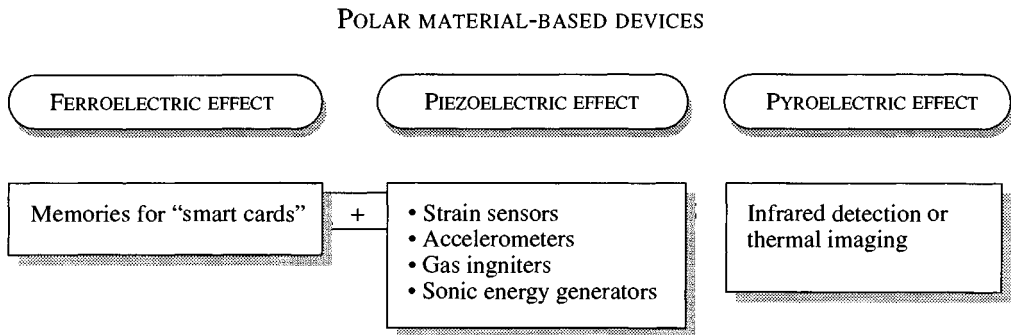 POLAR MATERIAL-BASED DEVICES
FERROELECTRIC EFFECT
PIEZOELECTRIC EFFECT
PYROELECTRIC EFFECT
Memories for “smart cards”
+
• Strain sensors
• Accelerometers
• Gas ingniters
• Sonic energy generators
Infrared detection or
thermal imaging